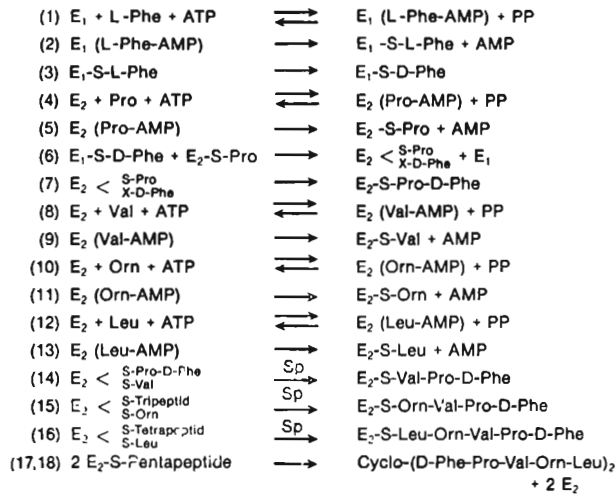 (1) E₁ + L-Phe + ATP ⇌ E₁ (L-Phe-AMP) + PP
(2) E₁ (L-Phe-AMP) → E₁ -S-L-Phe + AMP
(3) E₁-S-L-Phe → E₁-S-D-Phe
(4) E₂ + Pro + ATP ⇌ E₂ (Pro-AMP) + PP
(5) E₂ (Pro-AMP) → E₂ -S-Pro + AMP
(6) E₁-S-D-Phe + E₂-S-Pro → E₂ < S-Pro X-D-Phe + E₁
(7) E₂ < S-Pro X-D-Phe → E₂-S-Pro-D-Phe
(8) E₂ + Val + ATP ⇌ E₂ (Val-AMP) + PP
(9) E₂ (Val-AMP) → E₂-S-Val + AMP
(10) E₂ + Orn + ATP ⇌ E₂ (Orn-AMP) + PP
(11) E₂ (Orn-AMP) → E₂-S-Orn + AMP
(12) E₂ + Leu + ATP ⇌ E₂ (Leu-AMP) + PP
(13) E₂ (Leu-AMP) → E₂-S-Leu + AMP
(14) E₂ < S-Pro-D-Phe S-Val Sp → E₂-S-Val-Pro-D-Phe
(15) E₂ < S-Tripeptid S-Orn Sp → E₂-S-Orn-Val-Pro-D-Phe
(16) E₂ < S-Tetrapeptid S-Leu Sp → E₂-S-Leu-Orn-Val-Pro-D-Phe
(17,18) 2 E₂-S-Pentapeptide → Cyclo-(D-Phe-Pro-Val-Orn-Leu)₂
+ 2 E₂